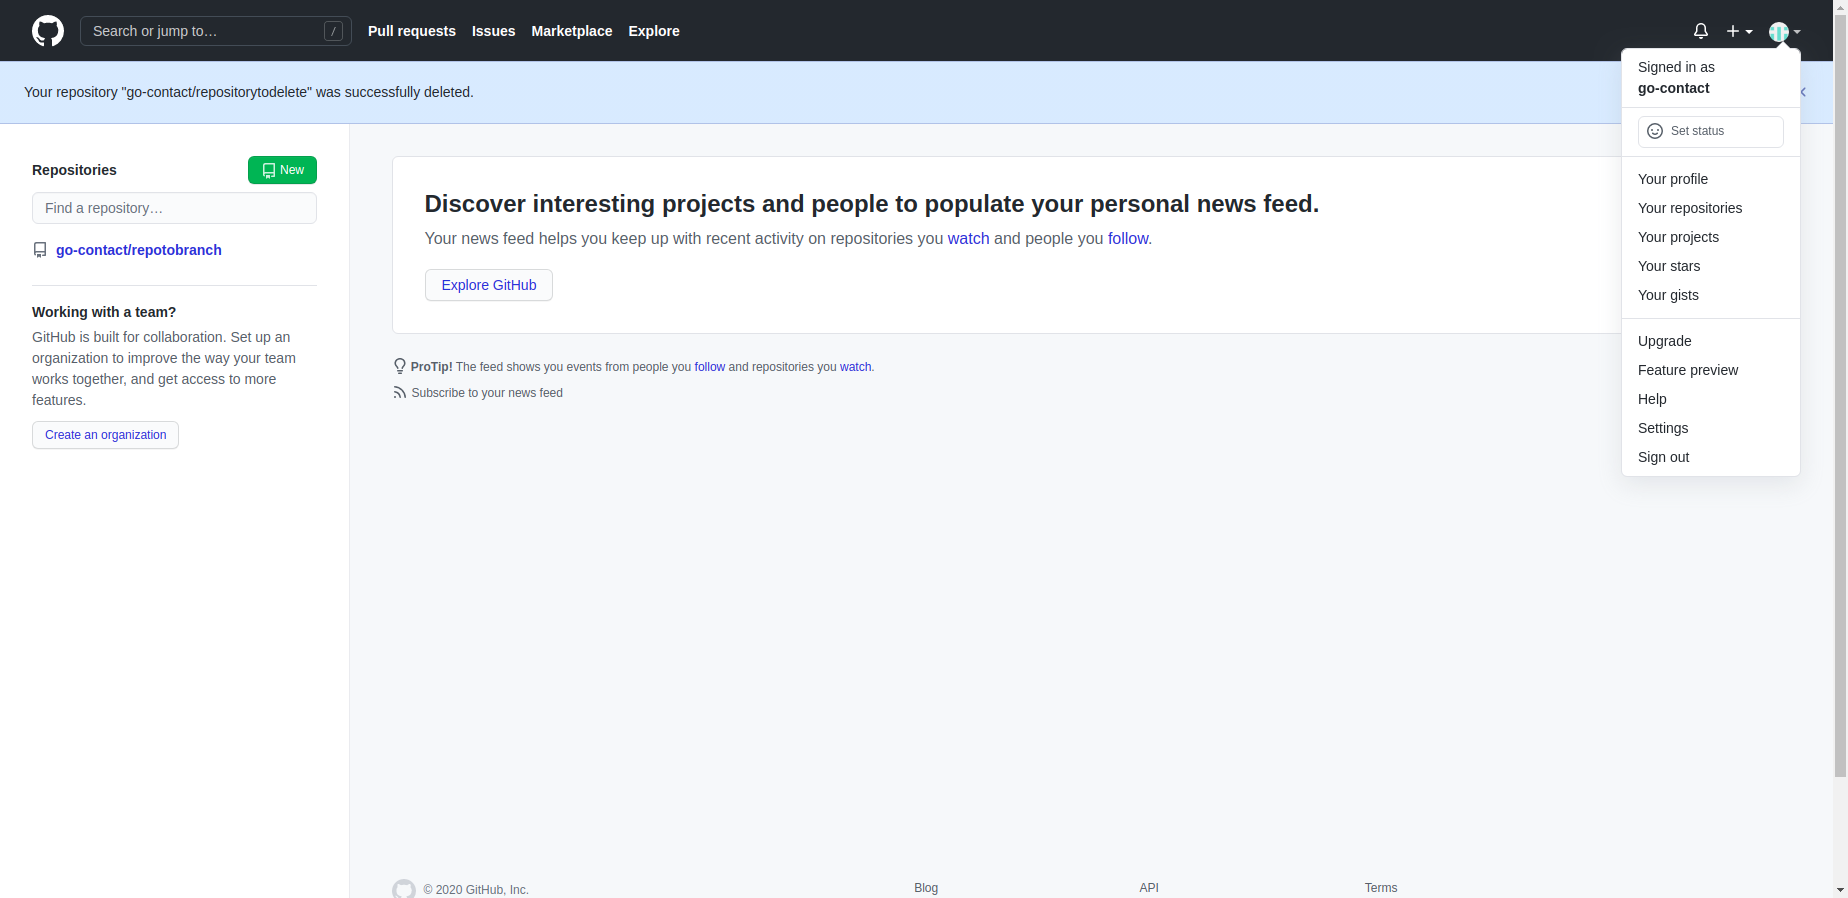 Search or jump to…
/
Pull requests
Issues
Marketplace
Explore
Your repository "go-contact/repositorytodelete" was successfully deleted.
Signed in as
go-contact
Set status
Your profile
Your repositories
Your projects
Your stars
Your gists
Upgrade
Feature preview
Help
Settings
Sign out
Repositories
New
Find a repository…
go-contact/repotobranch
Working with a team?
GitHub is built for collaboration. Set up an
organization to improve the way your team
works together, and get access to more
features.
Create an organization
Discover interesting projects and people to populate your personal news feed.
Your news feed helps you keep up with recent activity on repositories you watch and people you follow.
Explore GitHub
ProTip! The feed shows you events from people you follow and repositories you watch.
Subscribe to your news feed
© 2020 GitHub, Inc.
Blog
API
Terms